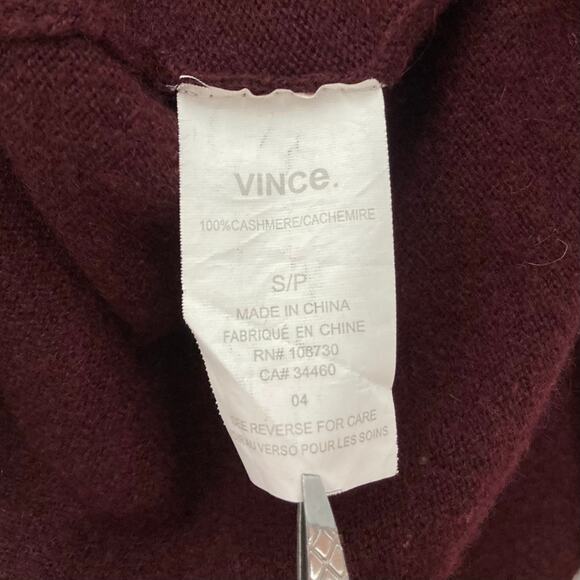 VINCe.
100%CASHMERE/CACHEMIRE
S/P
MADE IN CHINA
FABRIQUÉ EN CHINE
RN# 108730
CA# 34460
04
REVERSE FOR CARE
AU VERSO POUR LES SOINS